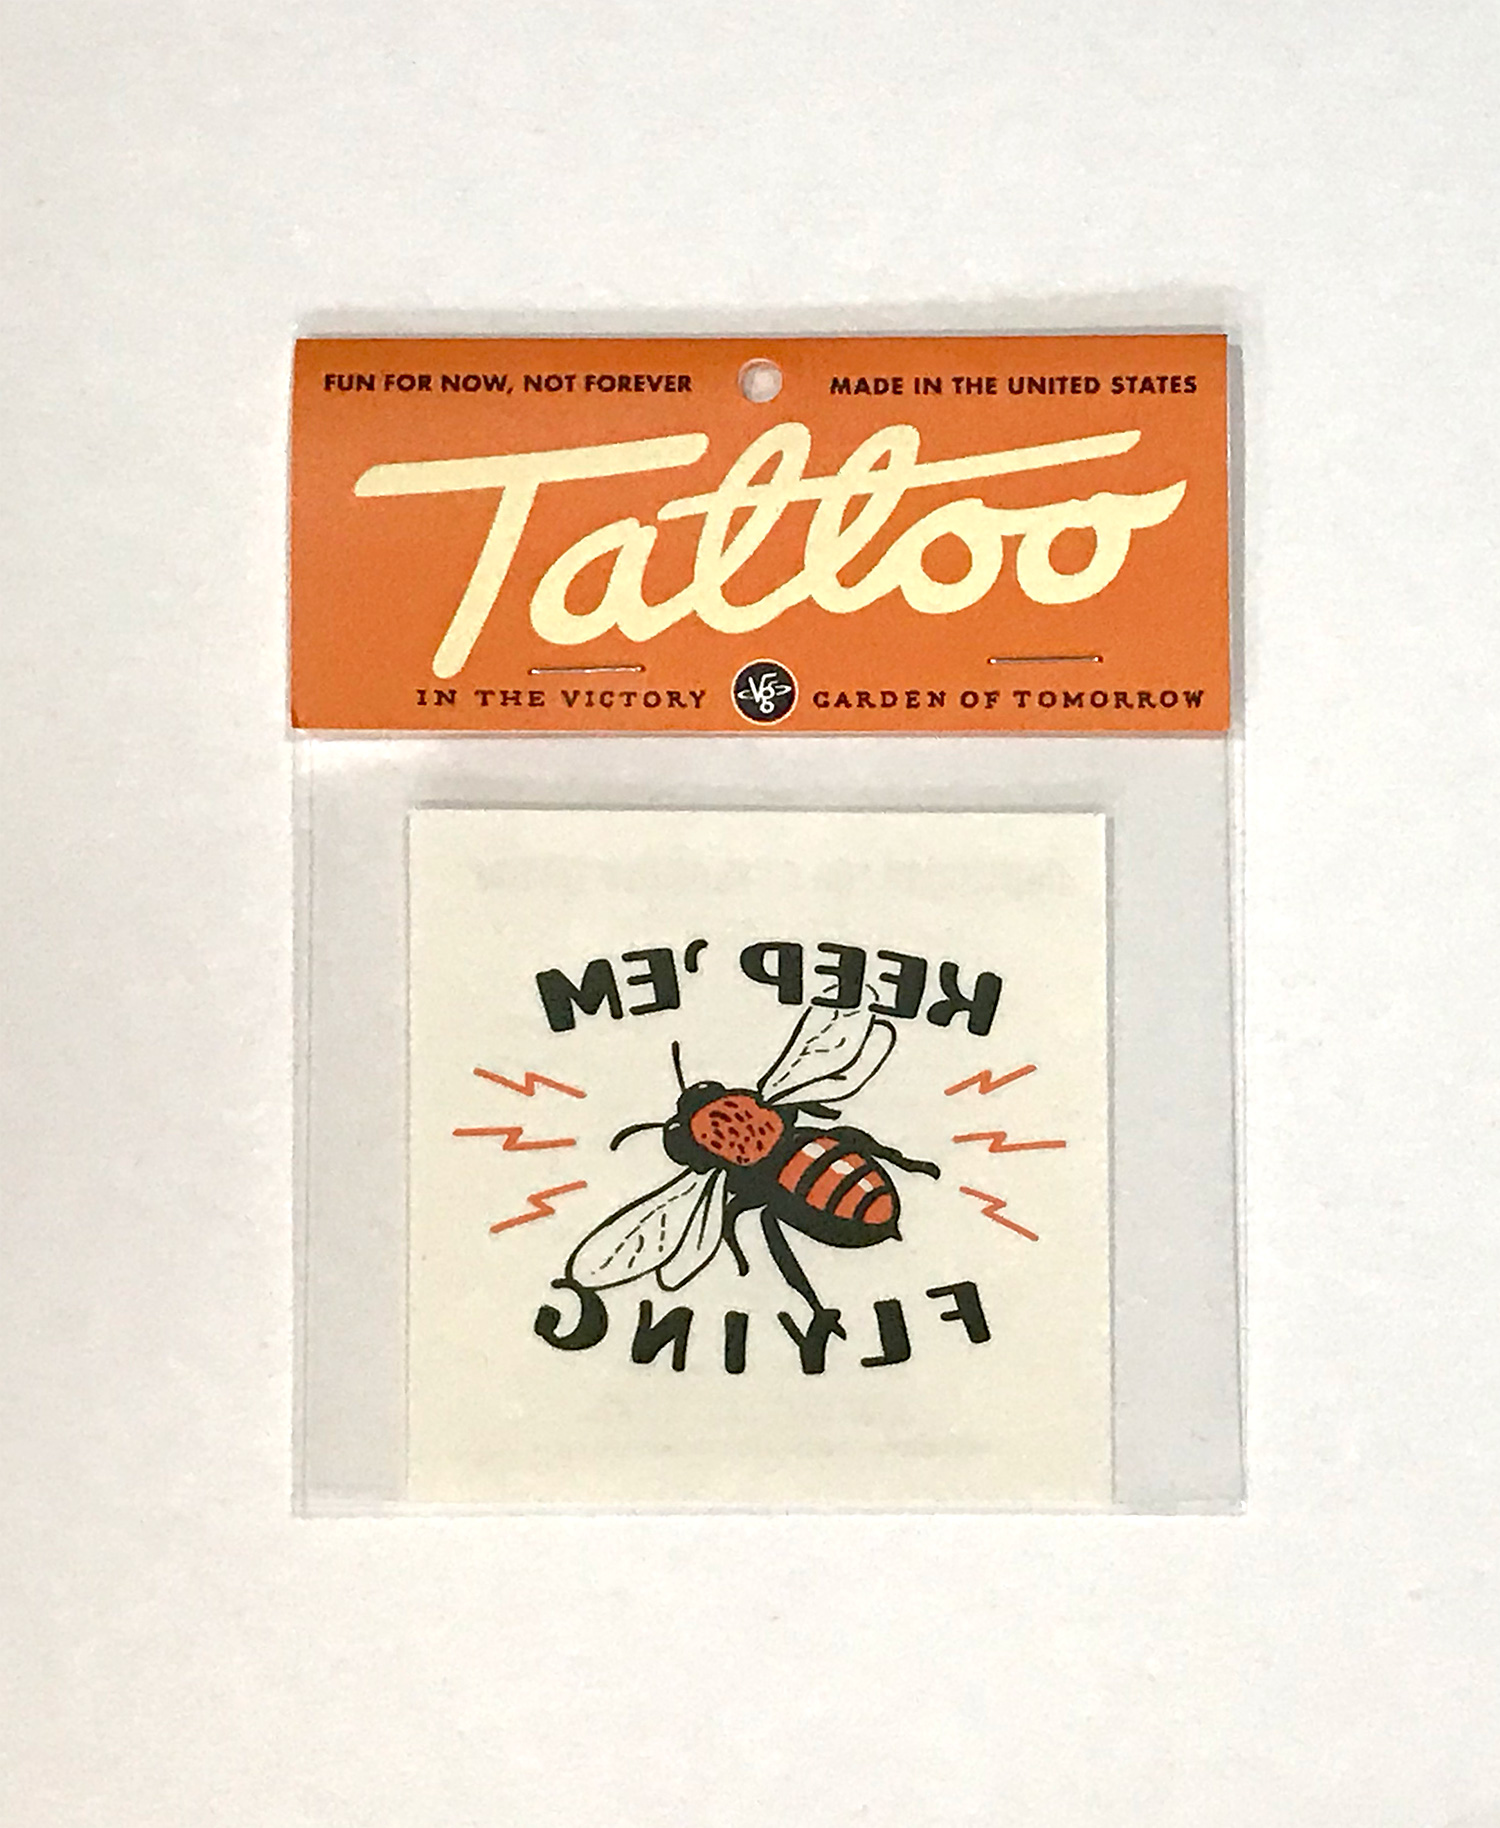 FUN FOR NOW, NOT FOREVER
MADE IN THE UNITED STATES
Tattoo
IN THE VICTORY GARDEN OF TOMORROW
KEEP 'EM
FLYING